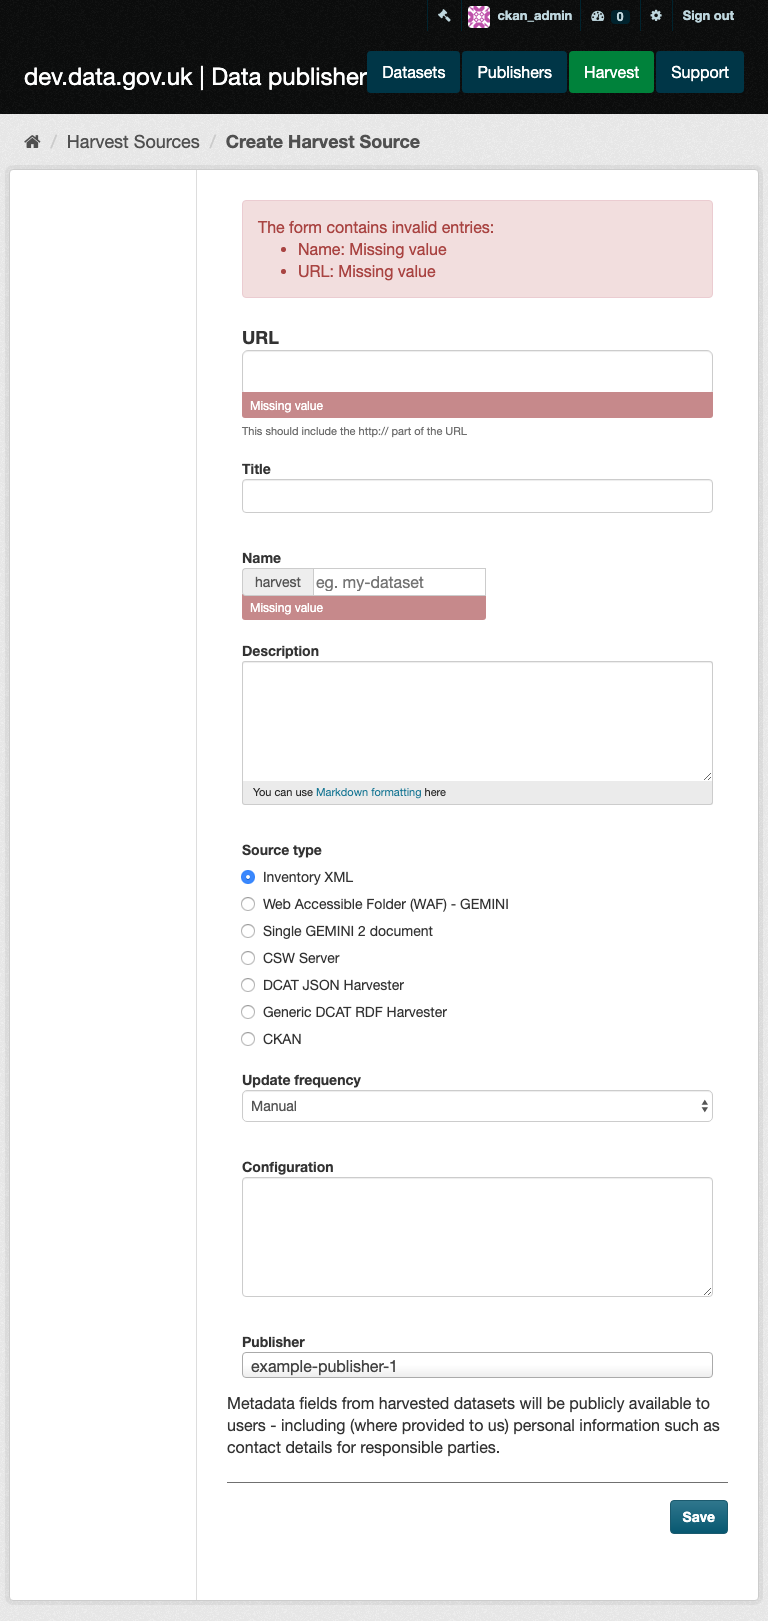 ckan_admin 0 Sign out
dev.data.gov.uk | Data publisher Datasets Publishers Harvest Support
/ Harvest Sources / Create Harvest Source
The form contains invalid entries:
• Name: Missing value
• URL: Missing value
URL
Missing value
This should include the http:// part of the URL
Title
Name
harvest eg. my-dataset
Missing value
Description
You can use Markdown formatting here
Source type
Inventory XML
Web Accessible Folder (WAF) - GEMINI
Single GEMINI 2 document
CSW Server
DCAT JSON Harvester
Generic DCAT RDF Harvester
CKAN
Update frequency
Manual
Configuration
Publisher
example-publisher-1
Metadata fields from harvested datasets will be publicly available to
users - including (where provided to us) personal information such as
contact details for responsible parties.
Save